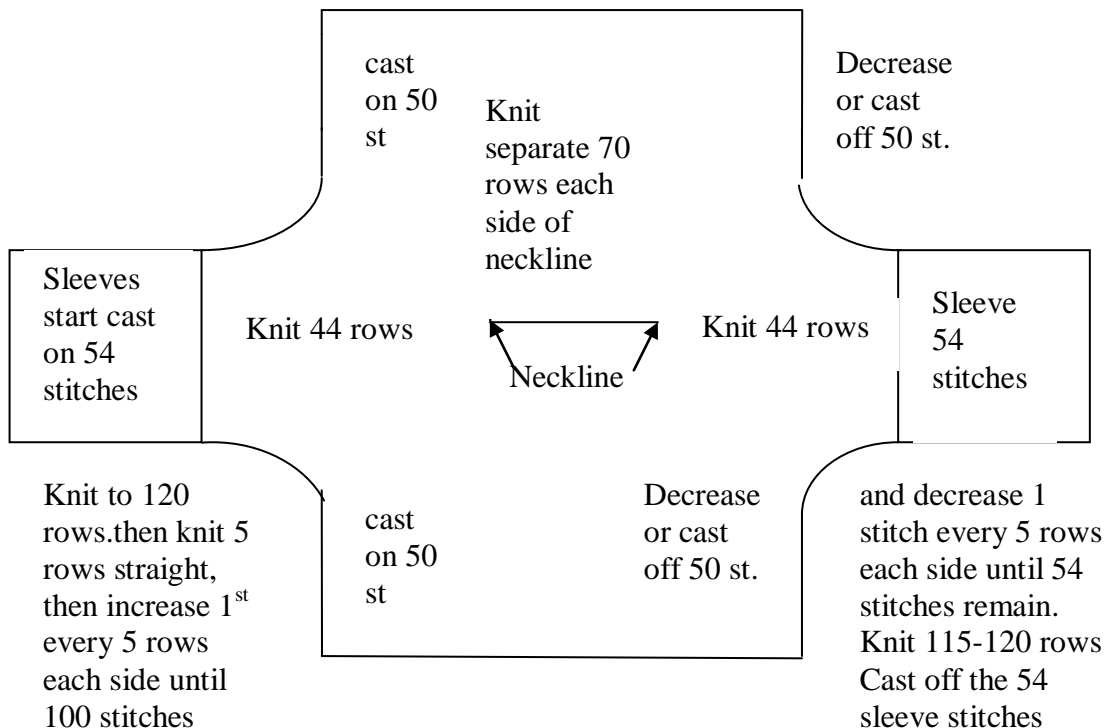 cast
on 50
st
Knit
separate 70
rows each
side of
neckline
Decrease
or cast
off 50 st.
Sleeves
start cast
on 54
stitches
Knit 44 rows
Neckline
Knit 44 rows
Sleeve
54
stitches
Knit to 120
rows.then knit 5
rows straight,
then increase 1st
every 5 rows
each side until
100 stitches
cast
on 50
st
Decrease
or cast
off 50 st.
and decrease 1
stitch every 5 rows
each side until 54
stitches remain.
Knit 115-120 rows
Cast off the 54
sleeve stitches